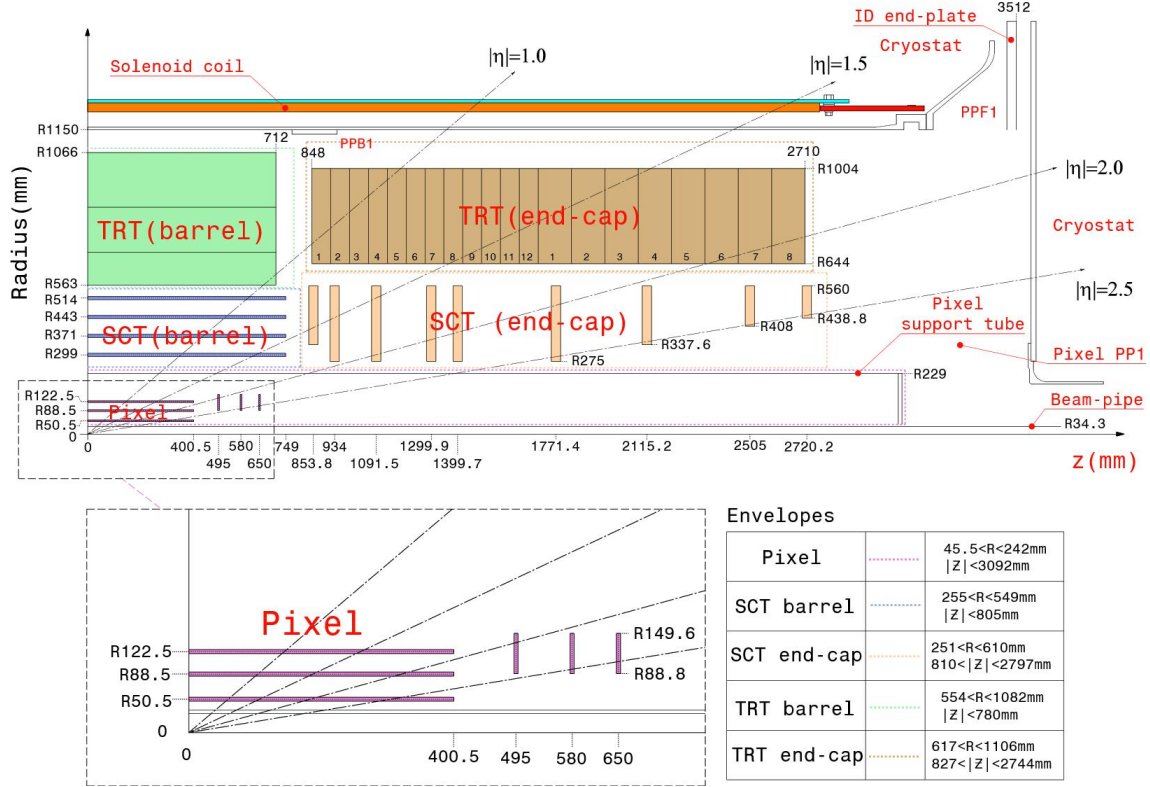 3512
ID end-plate
Cryostat
|η|=1.0
|η|=1.5
Solenoid coil
PPF1
R1150
712
PPB1
R1066
848
2710
R1004
|η|=2.0
TRT(barrel)
TRT(end-cap)
Cryostat
Radius(mm)
1 2 3 4 5 6 7 8 9 10 11 12 1 2 3 4 5 6 7 8
R644
R563
R560
|η|=2.5
R514
R443
SCT(barrel)
SCT (end-cap)
R438.8
R408
Pixel
support tube
R371
R337.6
R299
R275
Pixel PP1
R229
R122.5
Pixel
R88.5
R50.5
Beam-pipe
R34.3
0
0
400.5
495
580
650
749
853.8
934
1091.5
1299.9
1399.7
1771.4
2115.2
2505
2720.2
z(mm)
Pixel
R149.6
R122.5
R88.5
R88.8
R50.5
0
0
400.5
495
580
650
Envelopes
Pixel
45.5<R<242mm
|Z|<3092mm
SCT barrel
255<R<549mm
|Z|<805mm
SCT end-cap
251<R<610mm
810<|Z|<2797mm
TRT barrel
554<R<1082mm
|Z|<780mm
TRT end-cap
617<R<1106mm
827<|Z|<2744mm